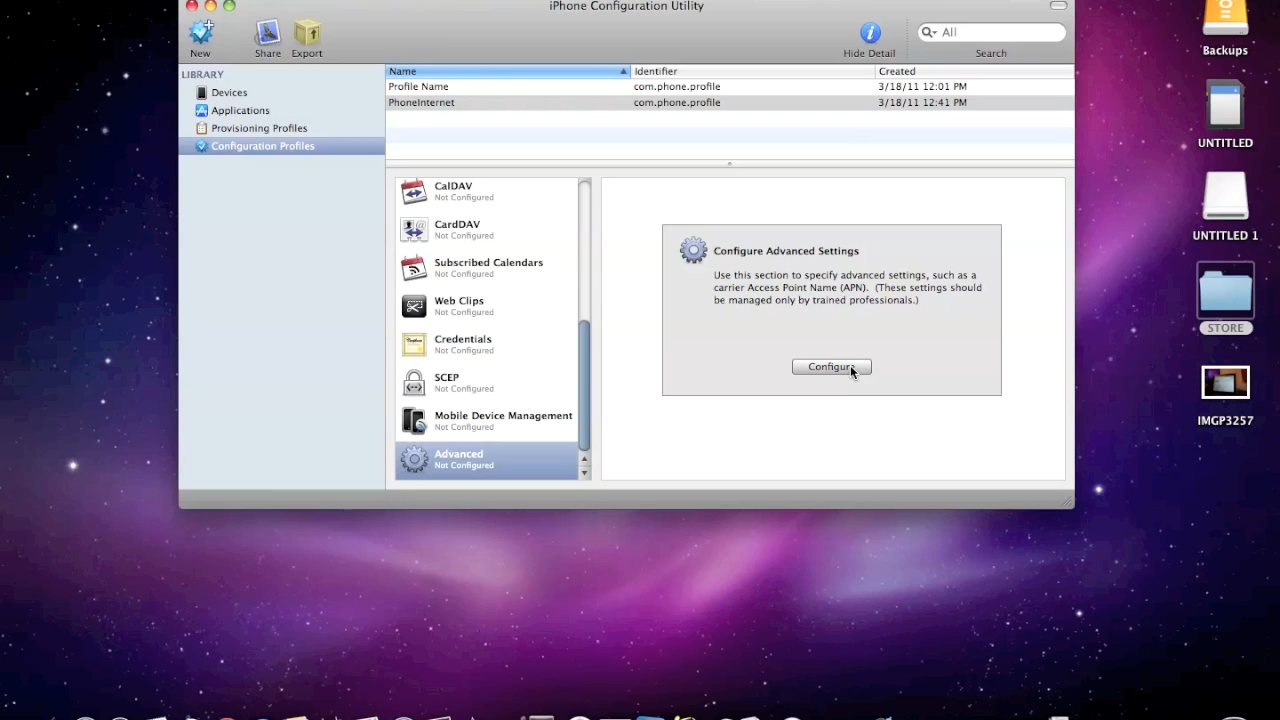 iPhone Configuration Utility
New
Share
Export
Hide Detail
All
Search
LIBRARY
Devices
Applications
Provisioning Profiles
Configuration Profiles
Name Identifier Created
Profile Name com.phone.profile 3/18/11 12:01 PM
PhoneInternet com.phone.profile 3/18/11 12:41 PM
CalDAV
Not Configured
CardDAV
Not Configured
Subscribed Calendars
Not Configured
Web Clips
Not Configured
Credentials
Not Configured
SCEP
Not Configured
Mobile Device Management
Not Configured
Advanced
Not Configured
Configure Advanced Settings
Use this section to specify advanced settings, such as a
carrier Access Point Name (APN). (These settings should
be managed only by trained professionals.)
Configure
Backups
UNTITLED
UNTITLED 1
STORE
IMGP3257